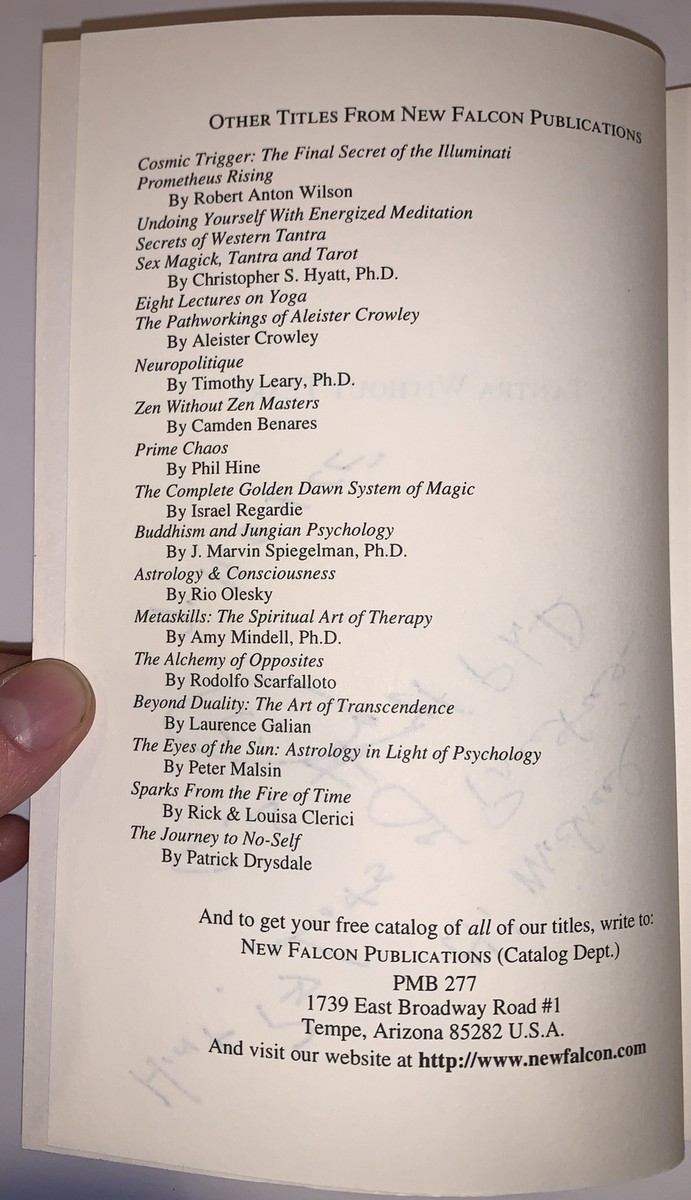 OTHER TITLES FROM NEW FALCON PUBLICATIONS
Cosmic Trigger: The Final Secret of the Illuminati
Prometheus Rising
By Robert Anton Wilson
Undoing Yourself With Energized Meditation
Secrets of Western Tantra
Sex Magick, Tantra and Tarot
By Christopher S. Hyatt, Ph.D.
Eight Lectures on Yoga
The Pathworkings of Aleister Crowley
By Aleister Crowley
Neuropolitique
By Timothy Leary, Ph.D.
Zen Without Zen Masters
By Camden Benares
Prime Chaos
By Phil Hine
The Complete Golden Dawn System of Magic
By Israel Regardie
Buddhism and Jungian Psychology
By J. Marvin Spiegelman, Ph.D.
Astrology & Consciousness
By Rio Olesky
Metaskills: The Spiritual Art of Therapy
By Amy Mindell, Ph.D.
The Alchemy of Opposites
By Rodolfo Scarfalloto
Beyond Duality: The Art of Transcendence
By Laurence Galian
The Eyes of the Sun: Astrology in Light of Psychology
By Peter Malsin
Sparks From the Fire of Time
By Rick & Louisa Clerici
The Journey to No-Self
By Patrick Drysdale
And to get your free catalog of all of our titles, write to:
NEW FALCON PUBLICATIONS (Catalog Dept.)
PMB 277
1739 East Broadway Road #1
Tempe, Arizona 85282 U.S.A.
And visit our website at http://www.newfalcon.com